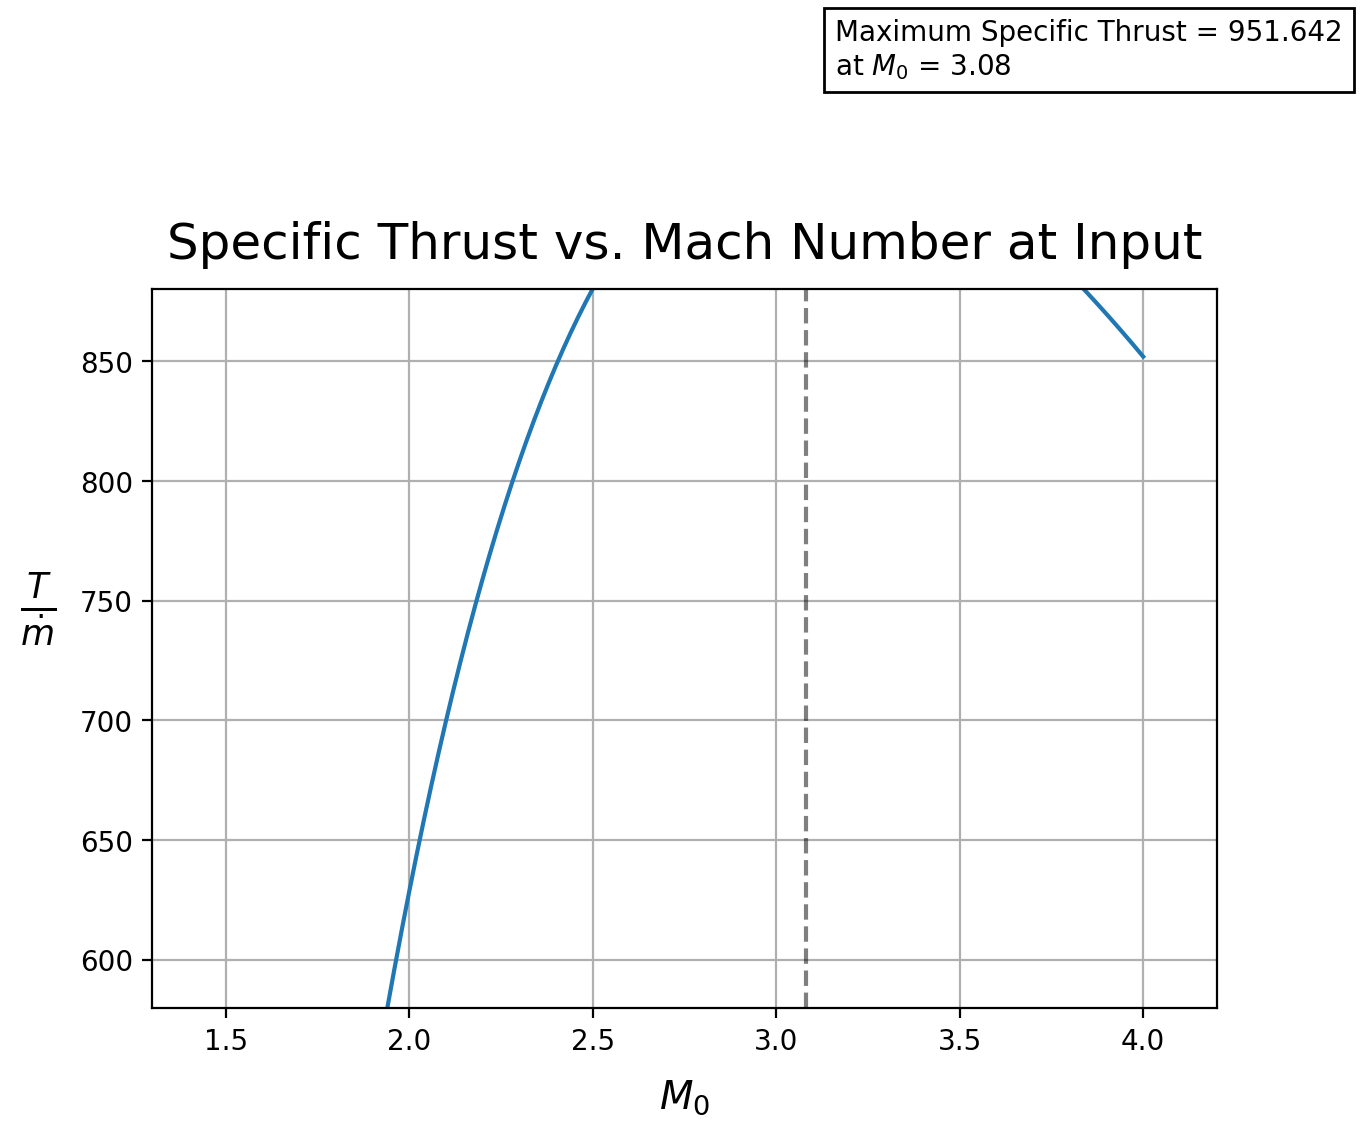 Maximum Specific Thrust = 951.642
at M₀ = 3.08
Specific Thrust vs. Mach Number at Input
850
800
750
700
650
600
T
ṁ
1.5 2.0 2.5 3.0 3.5 4.0
M₀